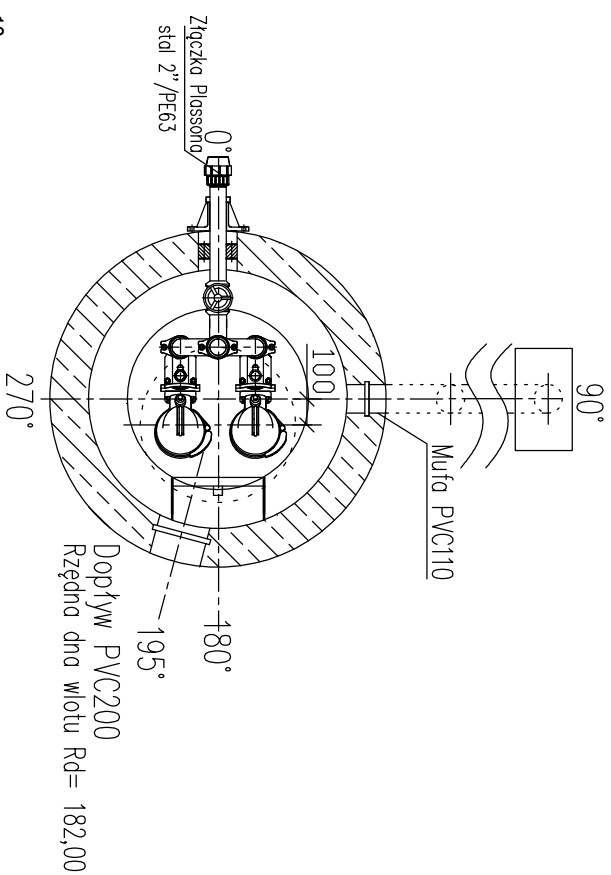 Złączka Plassona
stal 2"/PE63
0°
90°
Mufa PVC110
100
270°
180°
195°
Dopływ PVC200
Rzędna dna wlotu Rd= 182,00